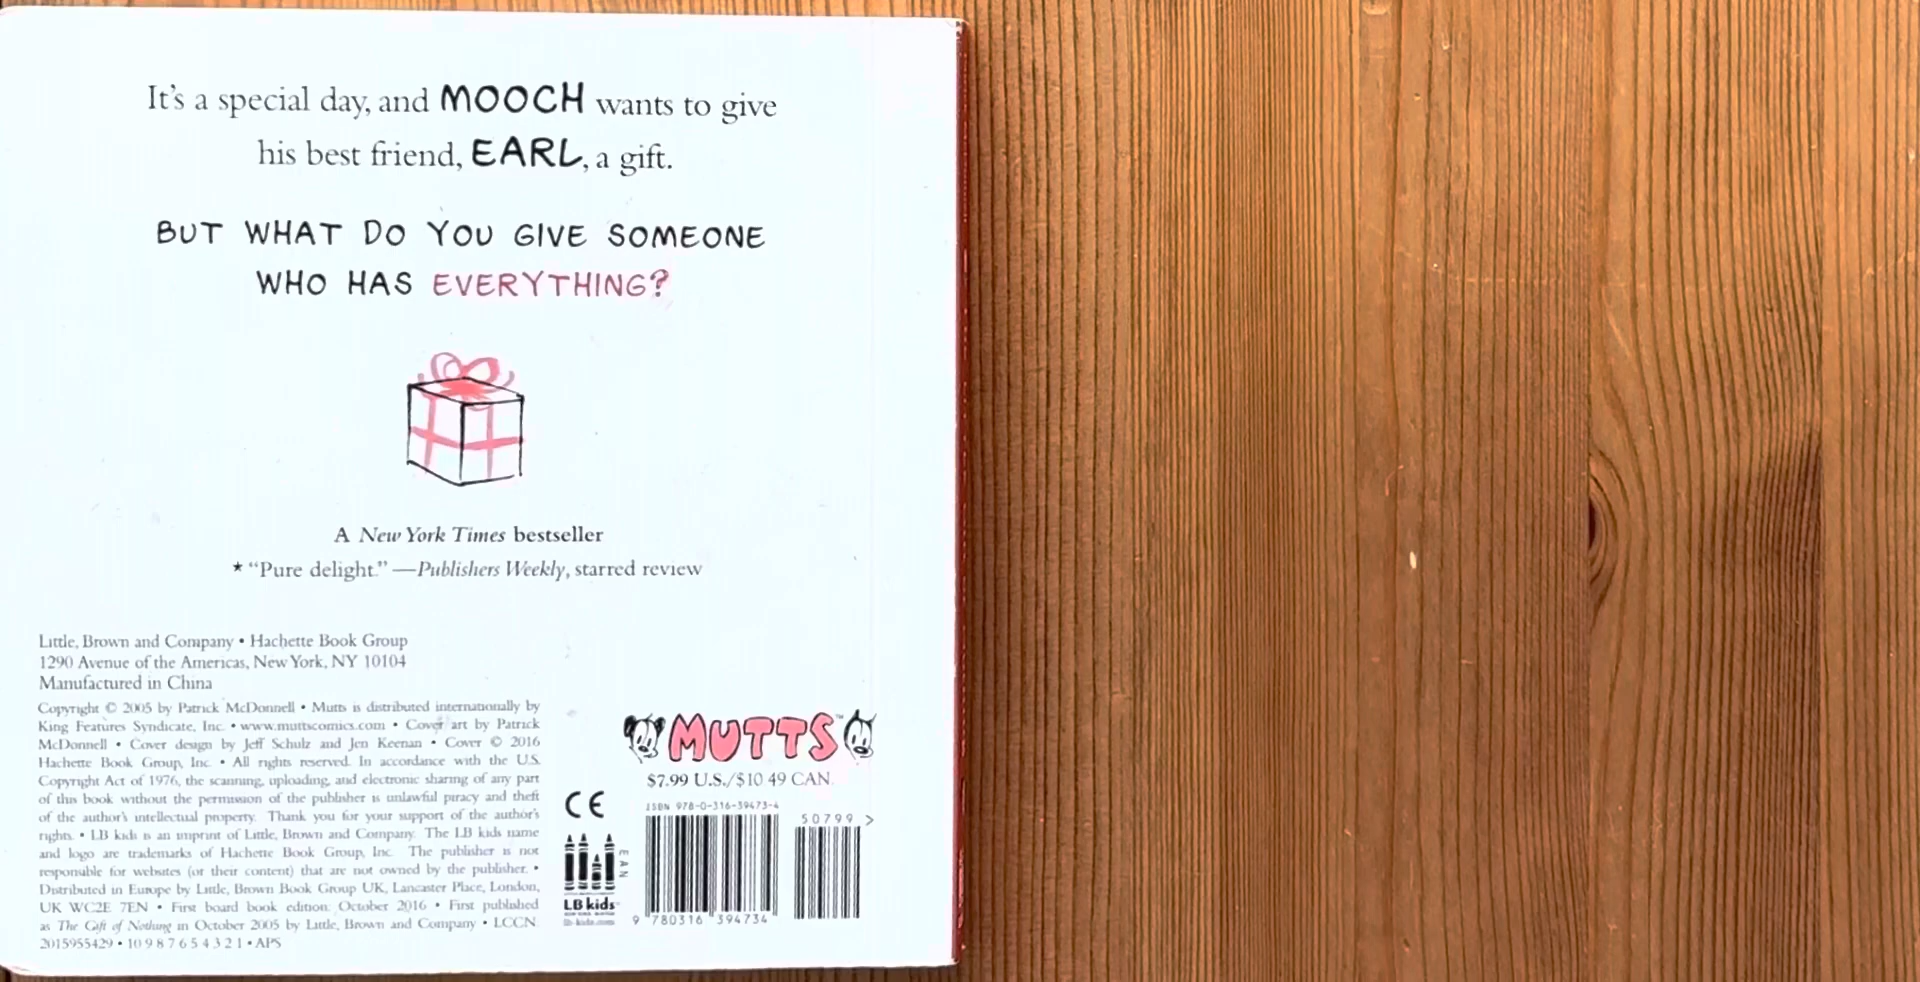 It's a special day, and MOOCH wants to give
his best friend, EARL, a gift.
BUT WHAT DO YOU GIVE SOMEONE
WHO HAS EVERYTHING?
A New York Times bestseller
★ “Pure delight.” —Publishers Weekly, starred review
Little, Brown and Company • Hachette Book Group
1290 Avenue of the Americas, New York, NY 10104
Manufactured in China
Copyright © 2005 by Patrick McDonnell • Mutts is distributed internationally by
King Features Syndicate, Inc. • www.muttscomics.com • Cover art by Patrick
McDonnell • Cover design by Jeff Schulz and Jen Keenan • Cover © 2016
Hachette Book Group, Inc. • All rights reserved. In accordance with the U.S.
Copyright Act of 1976, the scanning, uploading, and electronic sharing of any part
of this book without the permission of the publisher is unlawful piracy and theft
of the author's intellectual property. Thank you for your support of the author's
rights. • LB kids is an imprint of Little, Brown and Company. The LB kids name
and logo are trademarks of Hachette Book Group, Inc. The publisher is not
responsible for websites (or their content) that are not owned by the publisher. •
Distributed in Europe by Little, Brown Book Group UK, Lancaster Place, London,
UK WC2E 7EN • First board book edition: October 2016 • First published
as The Gift of Nothing in October 2005 by Little, Brown and Company • LCCN:
2015955429 • 10 9 8 7 6 5 4 3 2 1 • APS
MUTTS™
$7.99 U.S./$10.49 CAN.
CE
ISBN 978-0-316-39473-4
50799 >
EAN
LB kids™
lb-kids.com
9 780316 394734